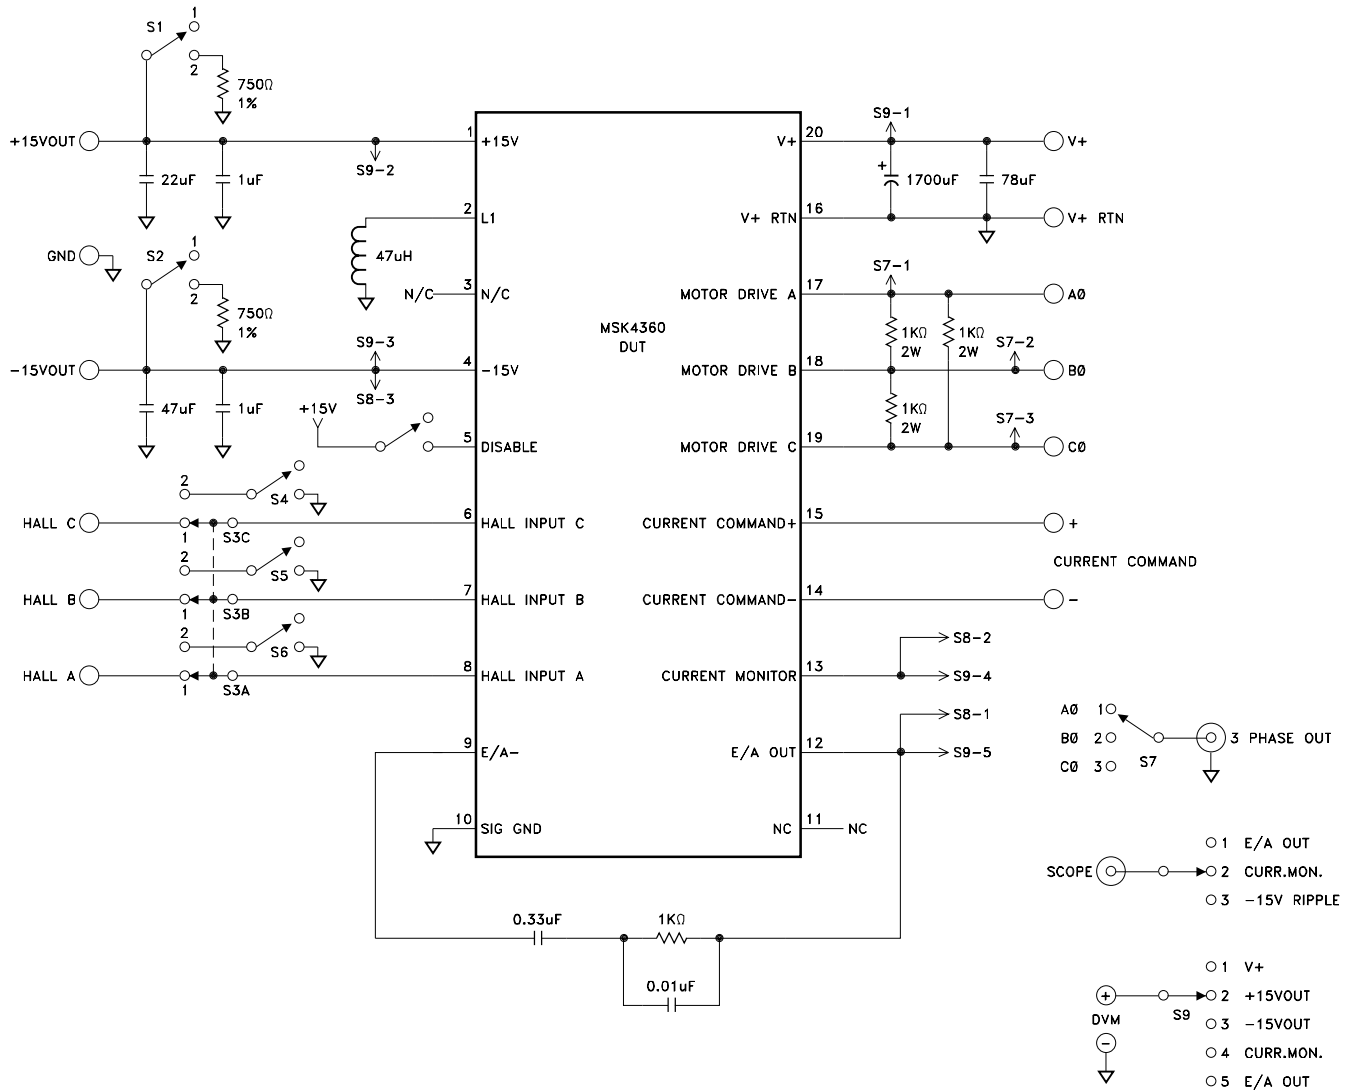 S1
1
2
750Ω
1%
+15VOUT
22uF
1uF
S9-2
1
+15V
V+
20
S9-1
+
1700uF
78uF
V+
2
L1
47uH
V+ RTN
16
V+ RTN
GND
S2
1
2
750Ω
1%
N/C
3
N/C
MOTOR DRIVE A
17
S7-1
AØ
MSK4360
DUT
1KΩ
2W
1KΩ
2W
S9-3
-15VOUT
4
-15V
MOTOR DRIVE B
18
S7-2
BØ
47uF
1uF
S8-3
+15V
1KΩ
2W
5
DISABLE
MOTOR DRIVE C
19
S7-3
CØ
2
S4
HALL C
1
S3C
6
HALL INPUT C
CURRENT COMMAND+
15
+
CURRENT COMMAND
2
S5
HALL B
1
S3B
7
HALL INPUT B
CURRENT COMMAND-
14
-
2
S6
HALL A
1
S3A
8
HALL INPUT A
CURRENT MONITOR
13
S8-2
S9-4
9
E/A-
E/A OUT
12
S8-1
S9-5
AØ 1
BØ 2
CØ 3
S7
3 PHASE OUT
10
SIG GND
NC
11
NC
SCOPE
1 E/A OUT
2 CURR.MON.
3 -15V RIPPLE
0.33uF
1KΩ
0.01uF
+
DVM
-
S9
1 V+
2 +15VOUT
3 -15VOUT
4 CURR.MON.
5 E/A OUT